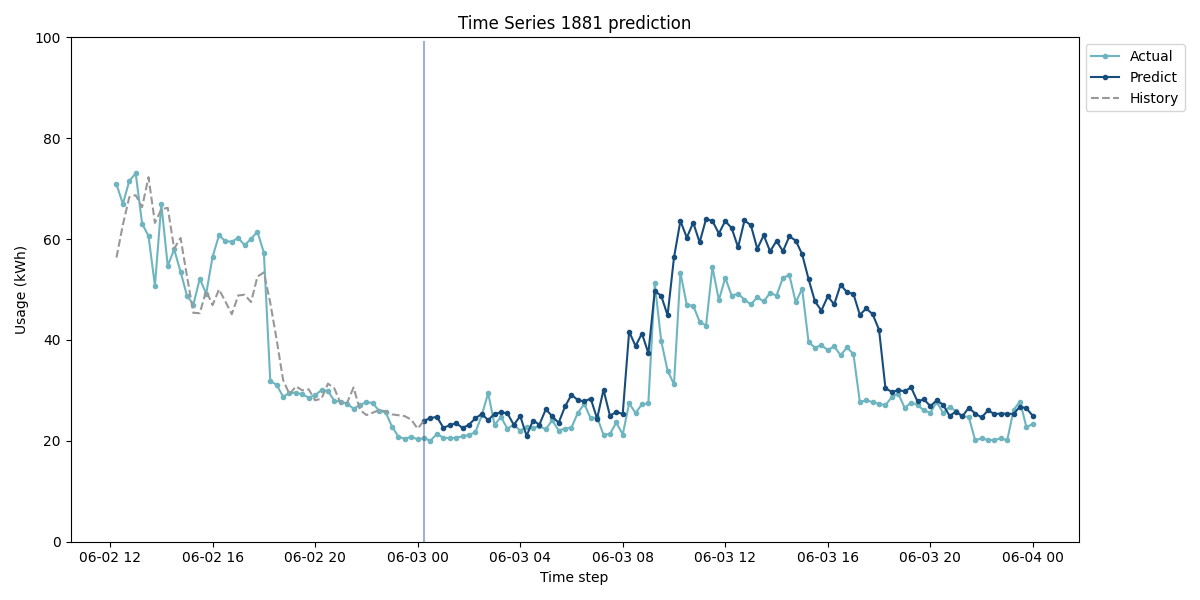 Time Series 1881 prediction
Usage (kWh)
100
80
60
40
20
0
06-02 12
06-02 16
06-02 20
06-03 00
06-03 04
06-03 08
06-03 12
06-03 16
06-03 20
06-04 00
Time step
Actual
Predict
History